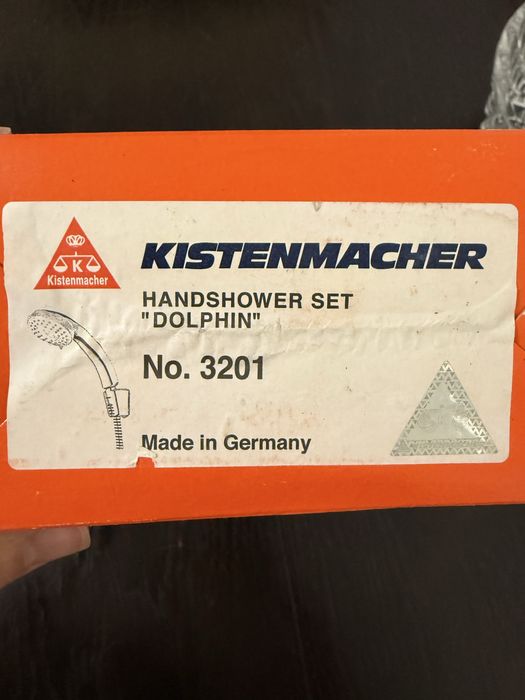 K
Kistenmacher
KISTENMACHER
HANDSHOWER SET
"DOLPHIN"
No. 3201
Made in Germany